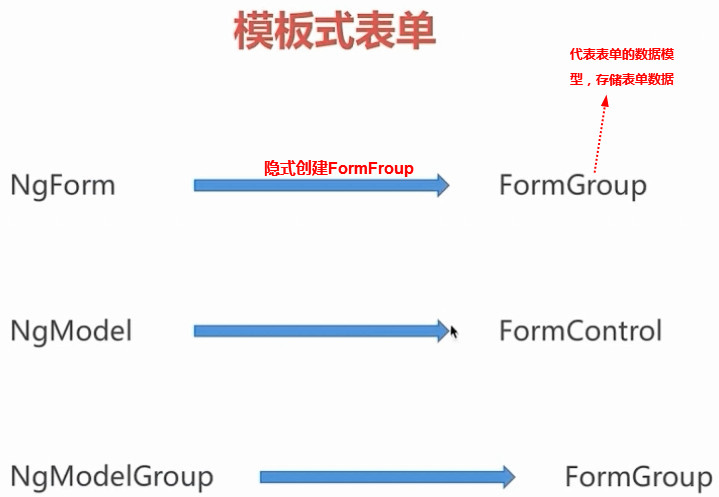 模板式表单
代表表单的数据模
型，存储表单数据
隐式创建FormFroup
NgForm
FormGroup
NgModel
FormControl
NgModelGroup
FormGroup